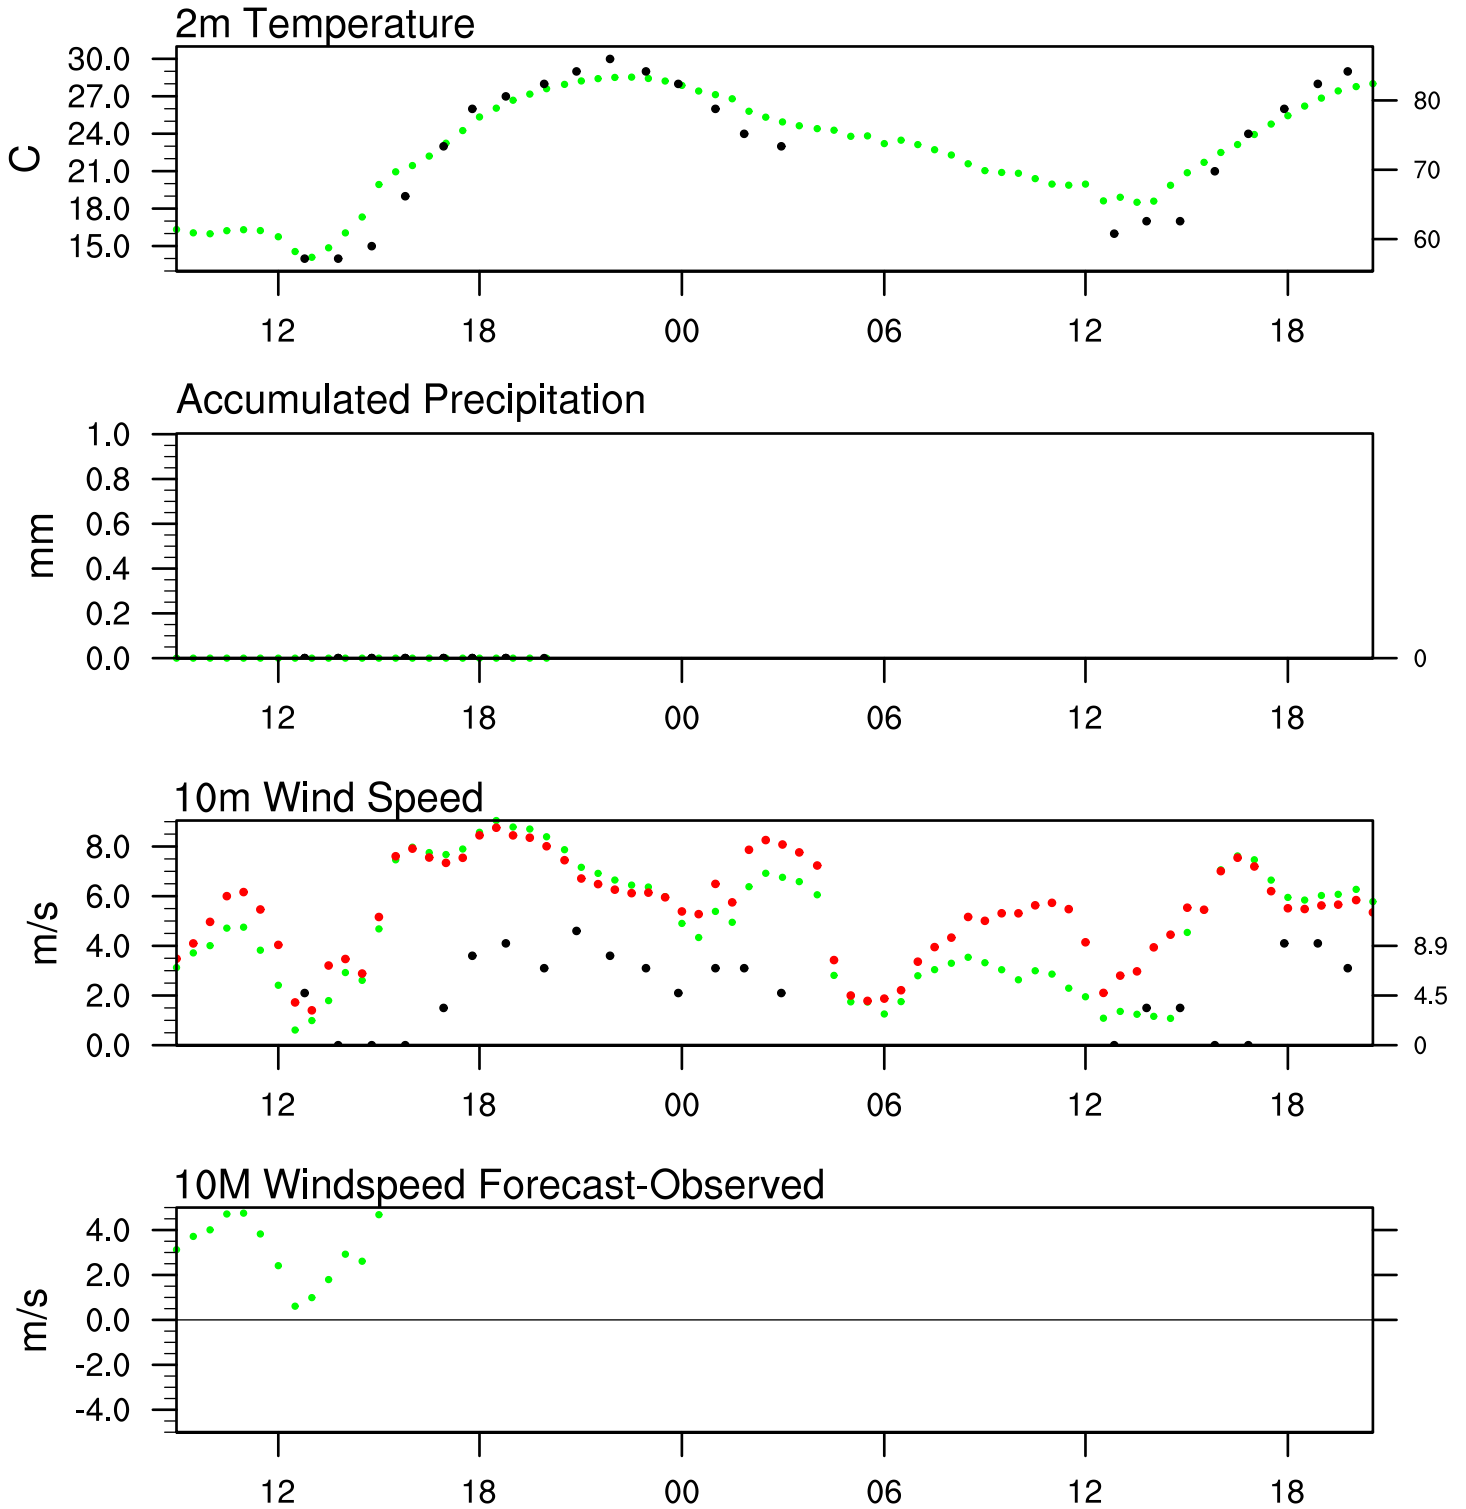 2m Temperature
30.0
27.0
24.0
21.0
18.0
15.0
C
80
70
60
12 18 00 06 12 18
Accumulated Precipitation
1.0
0.8
0.6
0.4
0.2
0.0
mm
0
12 18 00 06 12 18
10m Wind Speed
8.0
6.0
4.0
2.0
0.0
m/s
8.9
4.5
0
12 18 00 06 12 18
10M Windspeed Forecast-Observed
4.0
2.0
0.0
-2.0
-4.0
m/s
12 18 00 06 12 18